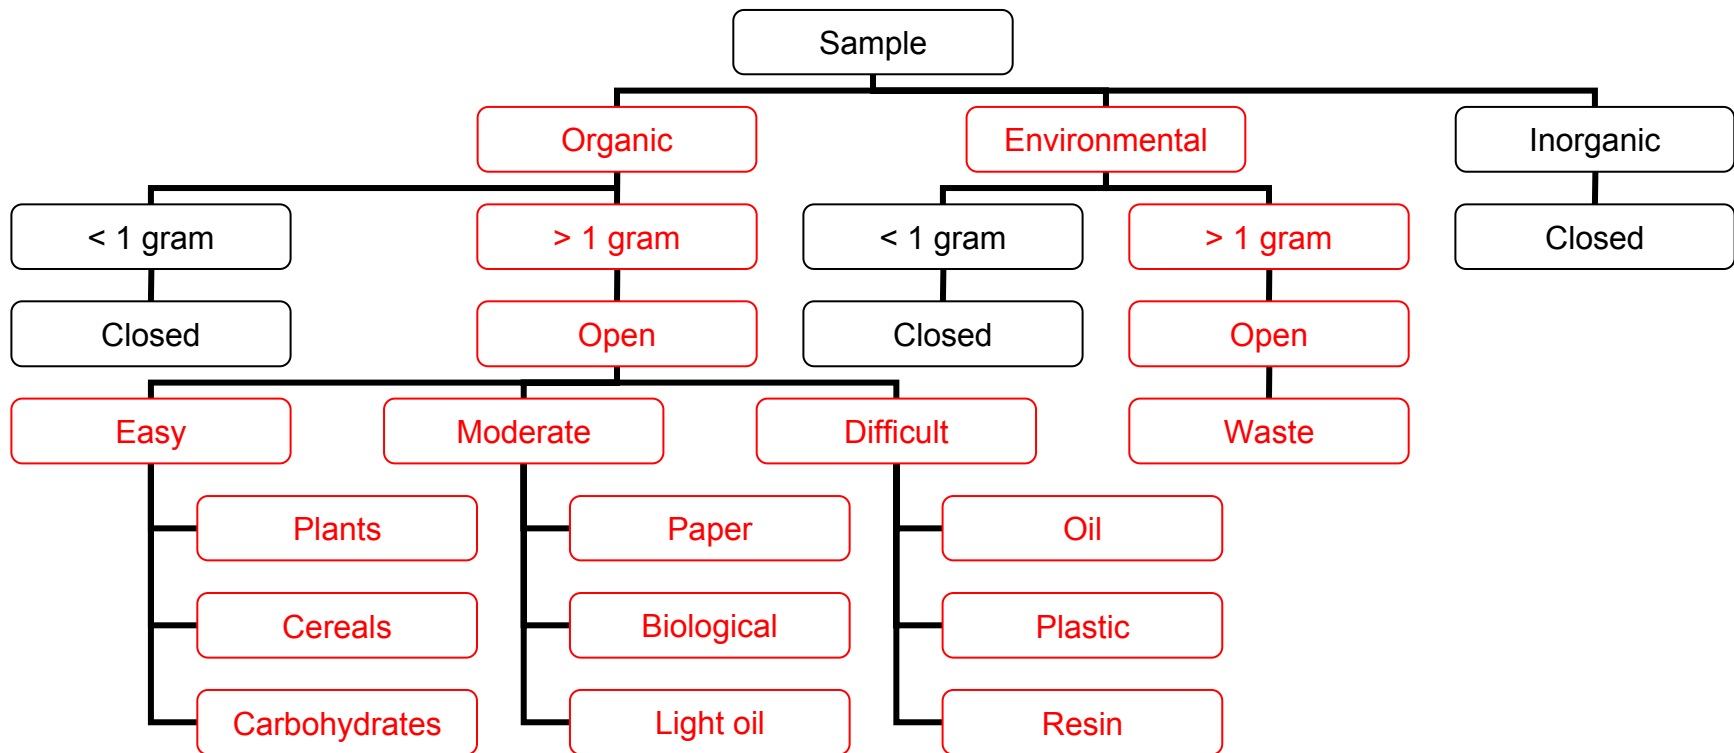 Sample
Organic
Environmental
Inorganic
< 1 gram
> 1 gram
< 1 gram
> 1 gram
Closed
Closed
Open
Closed
Open
Easy
Moderate
Difficult
Waste
Plants
Paper
Oil
Cereals
Biological
Plastic
Carbohydrates
Light oil
Resin